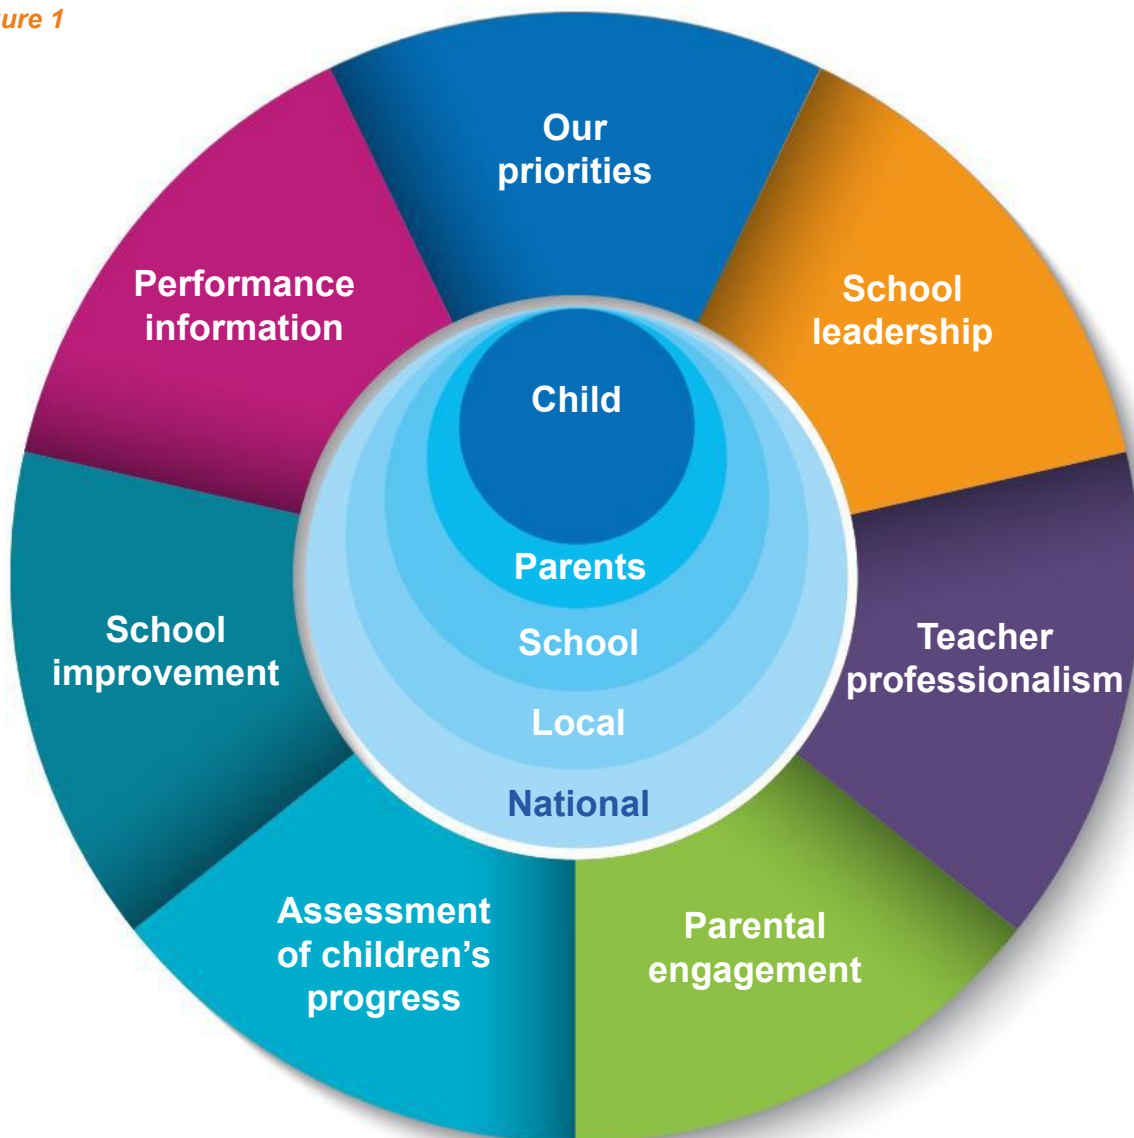 ure 1
Our
priorities
School
leadership
Teacher
professionalism
Parental
engagement
Assessment
of children’s
progress
School
improvement
Performance
information
Child
Parents
School
Local
National